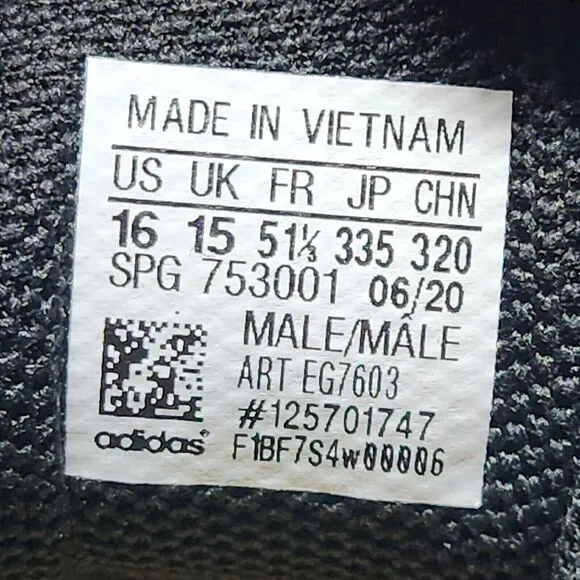 MADE IN VIETNAM
US UK FR JP CHN
16 15 51⅓ 335 320
SPG 753001 06/20
MALE/MÂLE
ART EG7603
#125701747
adidas® F1BF7S4w00006